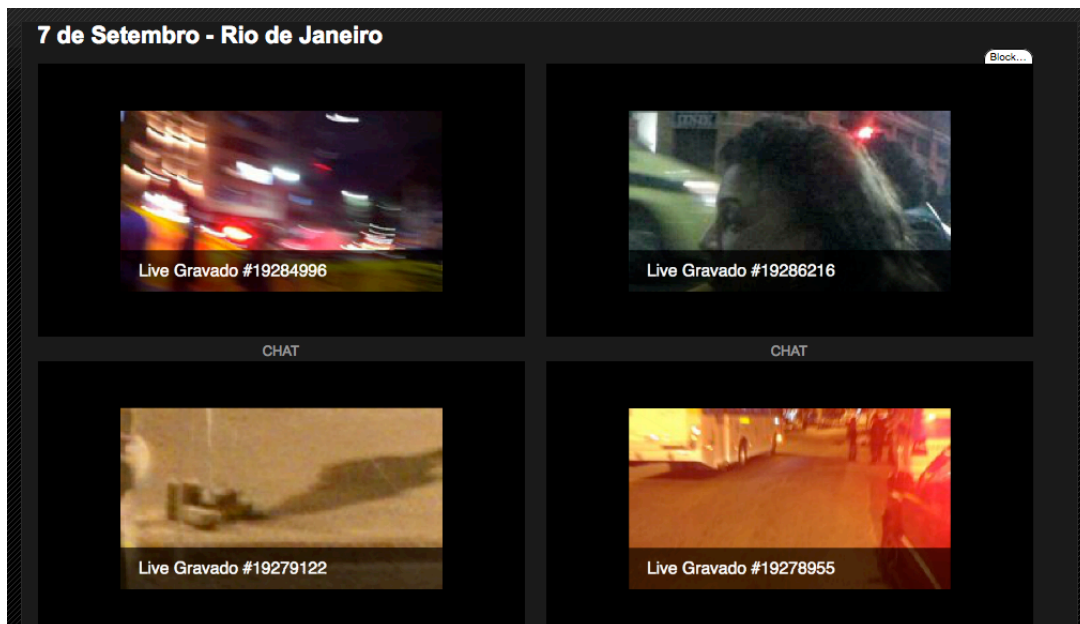 7 de Setembro - Rio de Janeiro
Block...
Live Gravado #19284996
Live Gravado #19286216
CHAT
CHAT
Live Gravado #19279122
Live Gravado #19278955